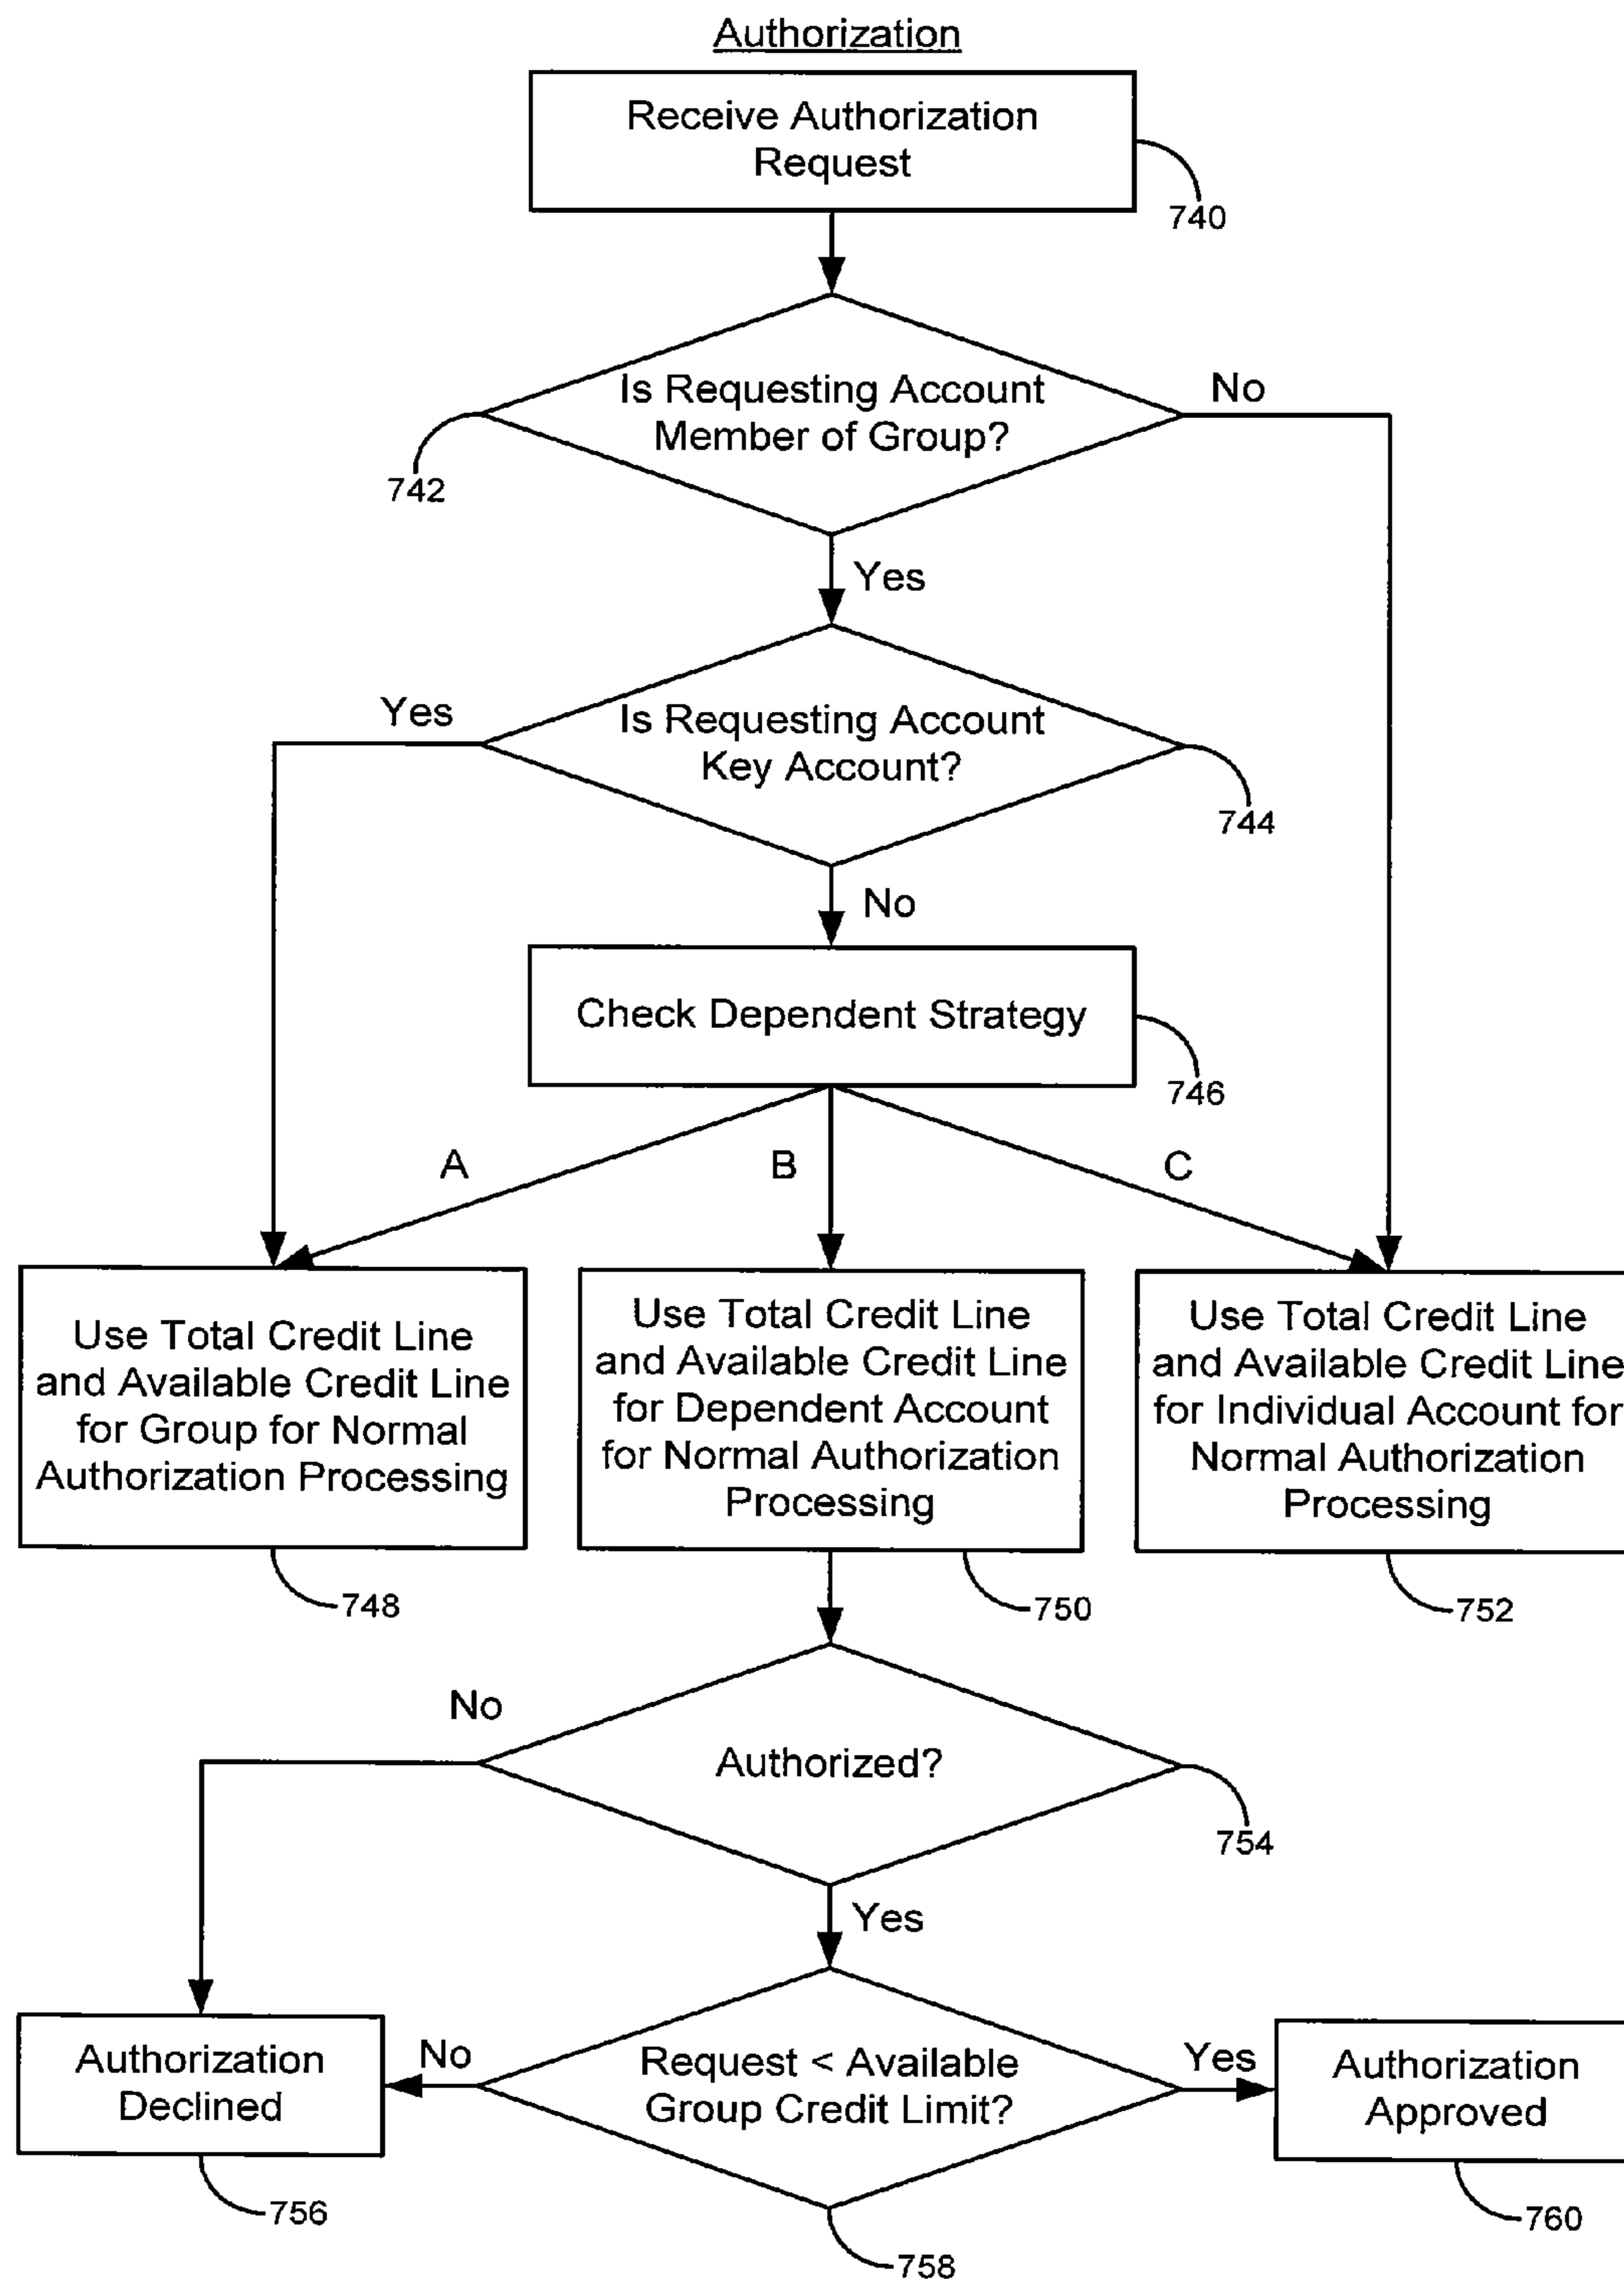 Authorization
Receive Authorization
Request
740
Is Requesting Account
Member of Group?
No
742
Yes
Yes
Is Requesting Account
Key Account?
744
No
Check Dependent Strategy
746
A
B
C
Use Total Credit Line
and Available Credit Line
for Group for Normal
Authorization Processing
748
Use Total Credit Line
and Available Credit Line
for Dependent Account
for Normal Authorization
Processing
750
Use Total Credit Line
and Available Credit Line
for Individual Account for
Normal Authorization
Processing
752
No
Authorized?
754
Yes
Authorization
Declined
756
No
Request < Available
Group Credit Limit?
758
Yes
Authorization
Approved
760